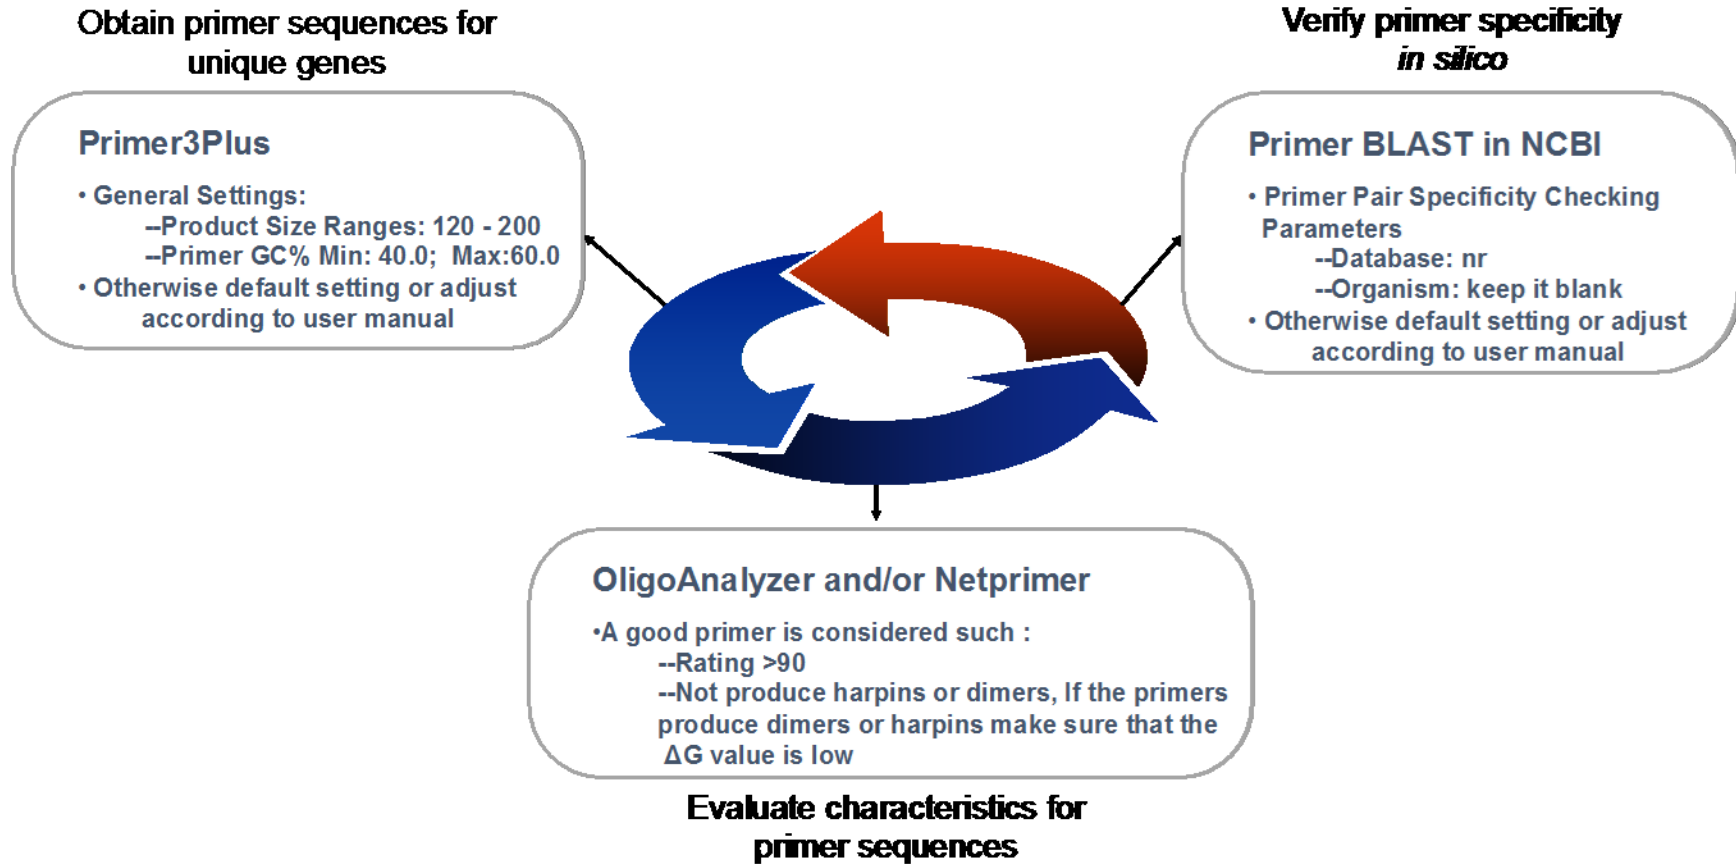 Obtain primer sequences for
unique genes
Primer3Plus
• General Settings:
--Product Size Ranges: 120 - 200
--Primer GC% Min: 40.0; Max:60.0
• Otherwise default setting or adjust
according to user manual
Verify primer specificity
in silico
Primer BLAST in NCBI
• Primer Pair Specificity Checking
Parameters
--Database: nr
--Organism: keep it blank
• Otherwise default setting or adjust
according to user manual
OligoAnalyzer and/or Netprimer
•A good primer is considered such :
--Rating >90
--Not produce harpins or dimers, If the primers
produce dimers or harpins make sure that the
ΔG value is low
Evaluate characteristics for
primer sequences